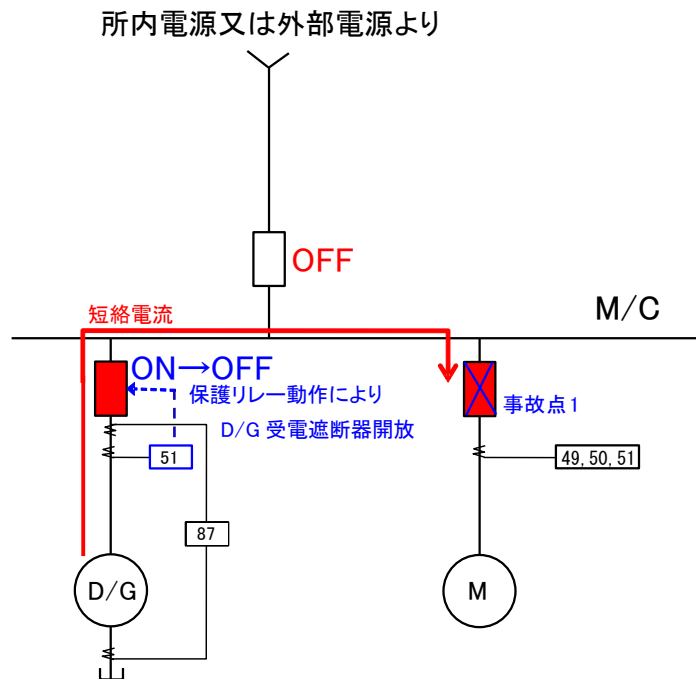 所内電源又は外部電源より
OFF
短絡電流
M/C
ON→OFF
保護リレー動作により
D/G 受電遮断器開放
事故点1
51
49,50,51
87
D/G
M